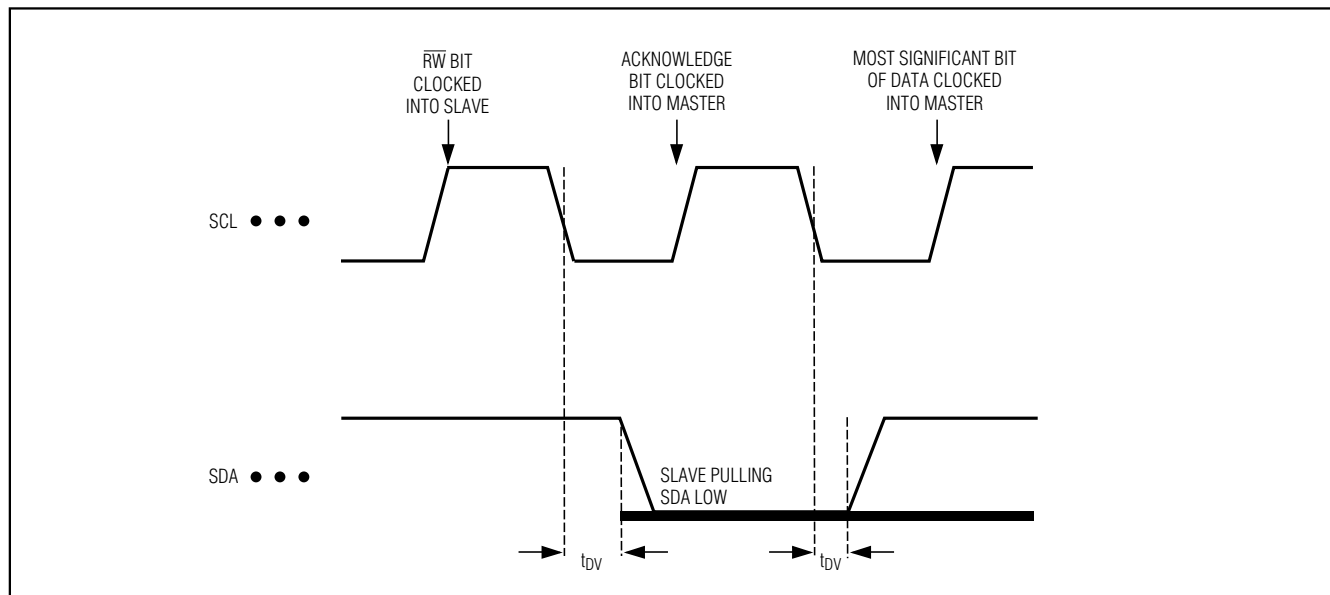 R̅W̅ BIT
CLOCKED
INTO SLAVE
ACKNOWLEDGE
BIT CLOCKED
INTO MASTER
MOST SIGNIFICANT BIT
OF DATA CLOCKED
INTO MASTER
SCL
SDA
SLAVE PULLING
SDA LOW
tDV
tDV